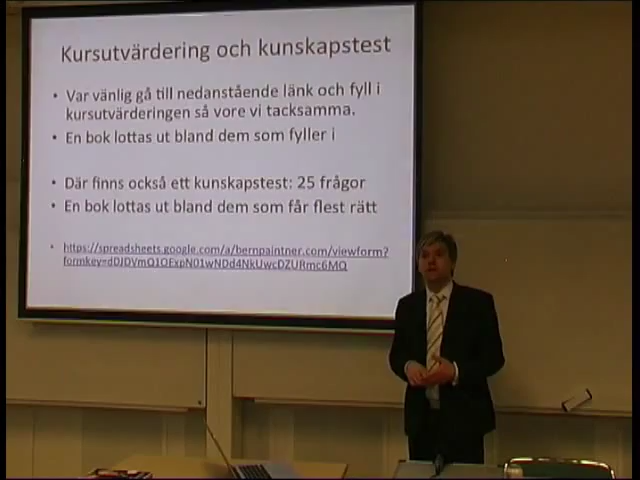 Kursutvärdering och kunskapstest
• Var vänlig gå till nedanstående länk och fyll i
kursutvärderingen så vore vi tacksamma.
• En bok lottas ut bland dem som fyller i
• Där finns också ett kunskapstest: 25 frågor
• En bok lottas ut bland dem som får flest rätt
• https://spreadsheets.google.com/a/bernpaintner.com/viewform?